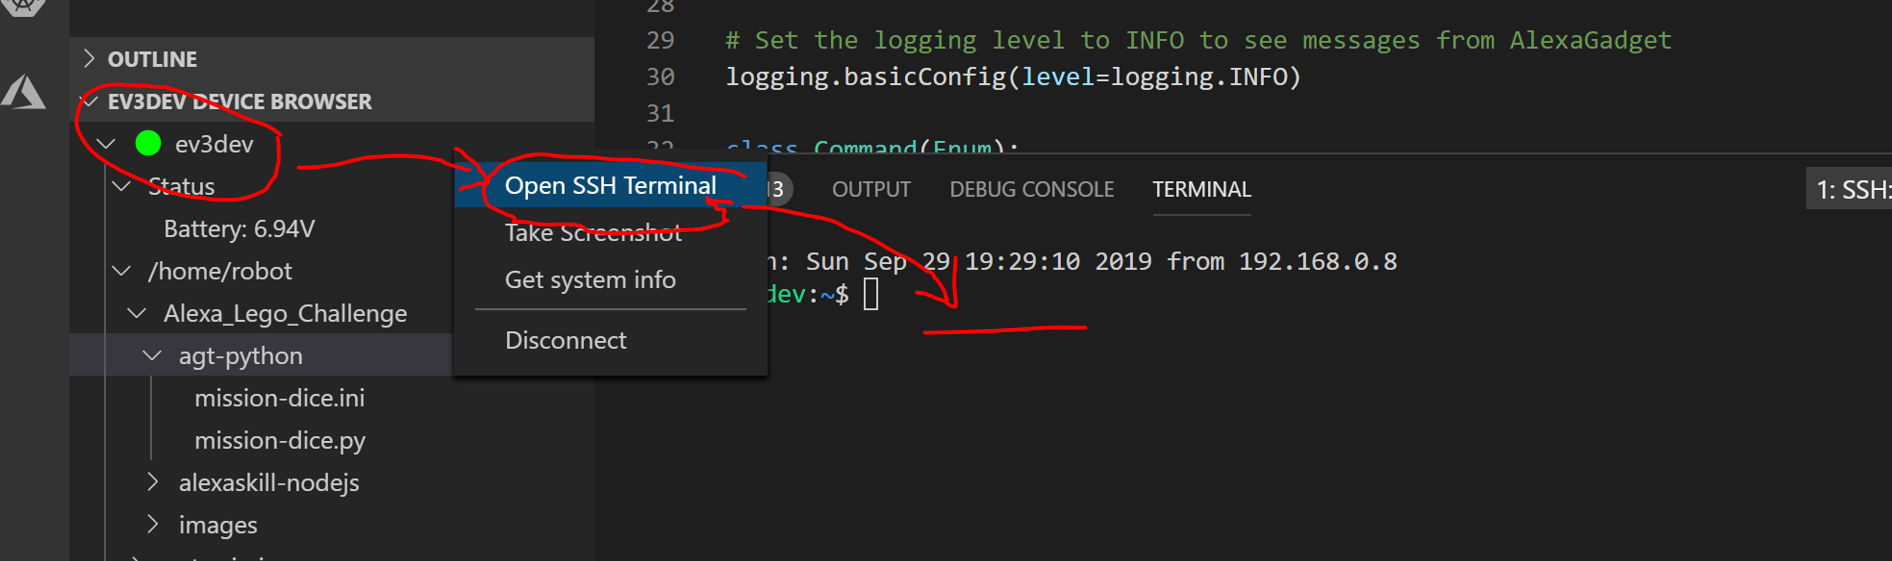 OUTLINE
EV3DEV DEVICE BROWSER
ev3dev
Status
Battery: 6.94V
/home/robot
Alexa_Lego_Challenge
agt-python
mission-dice.ini
mission-dice.py
alexaskill-nodejs
images
Open SSH Terminal
Take Screenshot
Get system info
Disconnect
28
29 # Set the logging level to INFO to see messages from AlexaGadget
30 logging.basicConfig(level=logging.INFO)
31
32 class Command(Enum):
13 OUTPUT DEBUG CONSOLE TERMINAL 1: SSH:
n: Sun Sep 29 19:29:10 2019 from 192.168.0.8
dev:~$